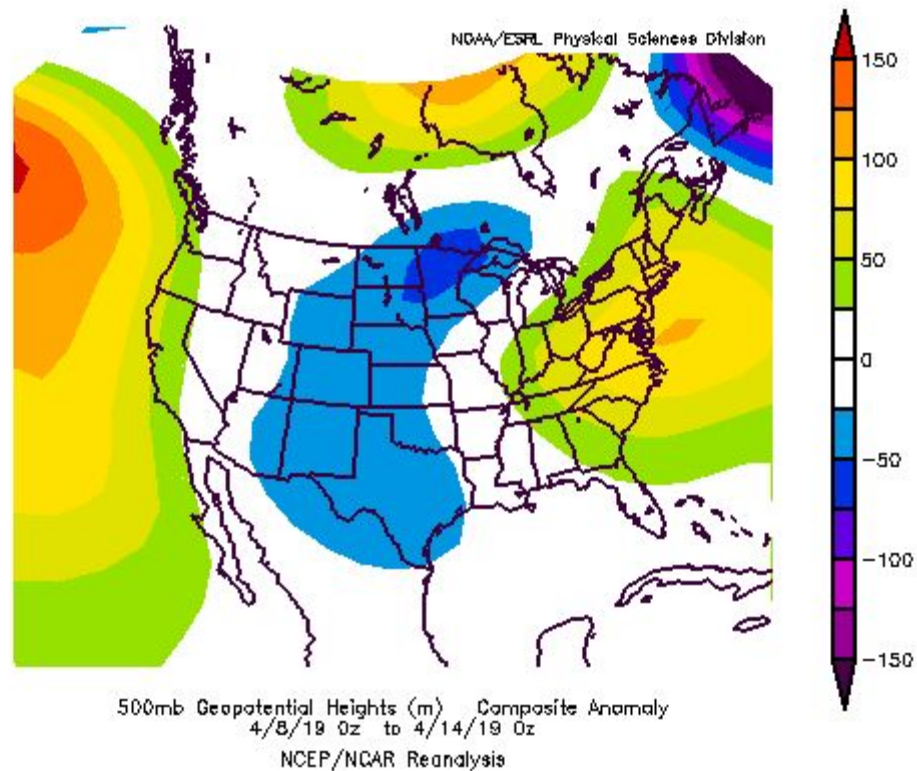 NOAA/ESRL Physical Sciences Division
150
100
50
0
-50
-100
-150
500mb Geopotential Heights (m) Composite Anomaly
4/8/19 0z to 4/14/19 0z
NCEP/NCAR Reanalysis